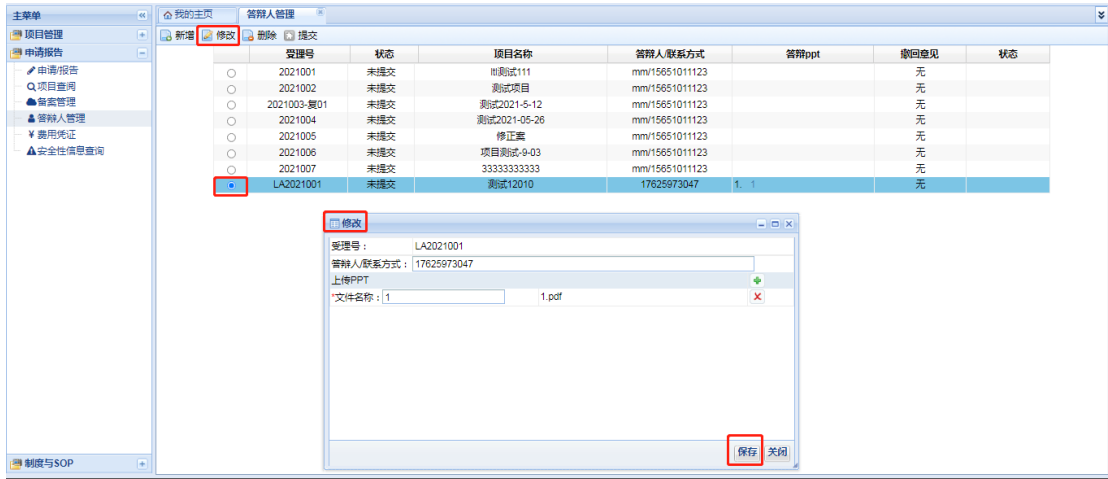 主菜单
我的主页 答辩人管理
项目管理
新增 修改 删除 提交
申请报告
申请/报告
项目查阅
备案管理
答辩人管理
¥ 费用凭证
安全性信息查询
制度与SOP
受理号 状态 项目名称 答辩人/联系方式 答辩ppt 撤回意见 状态
2021001 未提交 ltl测试111 mm/15651011123 无
2021002 未提交 测试项目 mm/15651011123 无
2021003-复01 未提交 测试2021-5-12 mm/15651011123 无
2021004 未提交 测试2021-05-26 mm/15651011123 无
2021005 未提交 修正案 mm/15651011123 无
2021006 未提交 项目测试-9-03 mm/15651011123 无
2021007 未提交 33333333333 mm/15651011123 无
LA2021001 未提交 测试12010 17625973047 1. 1 无
修改
受理号： LA2021001
答辩人/联系方式： 17625973047
上传PPT
*文件名称： 1 1.pdf
保存 关闭